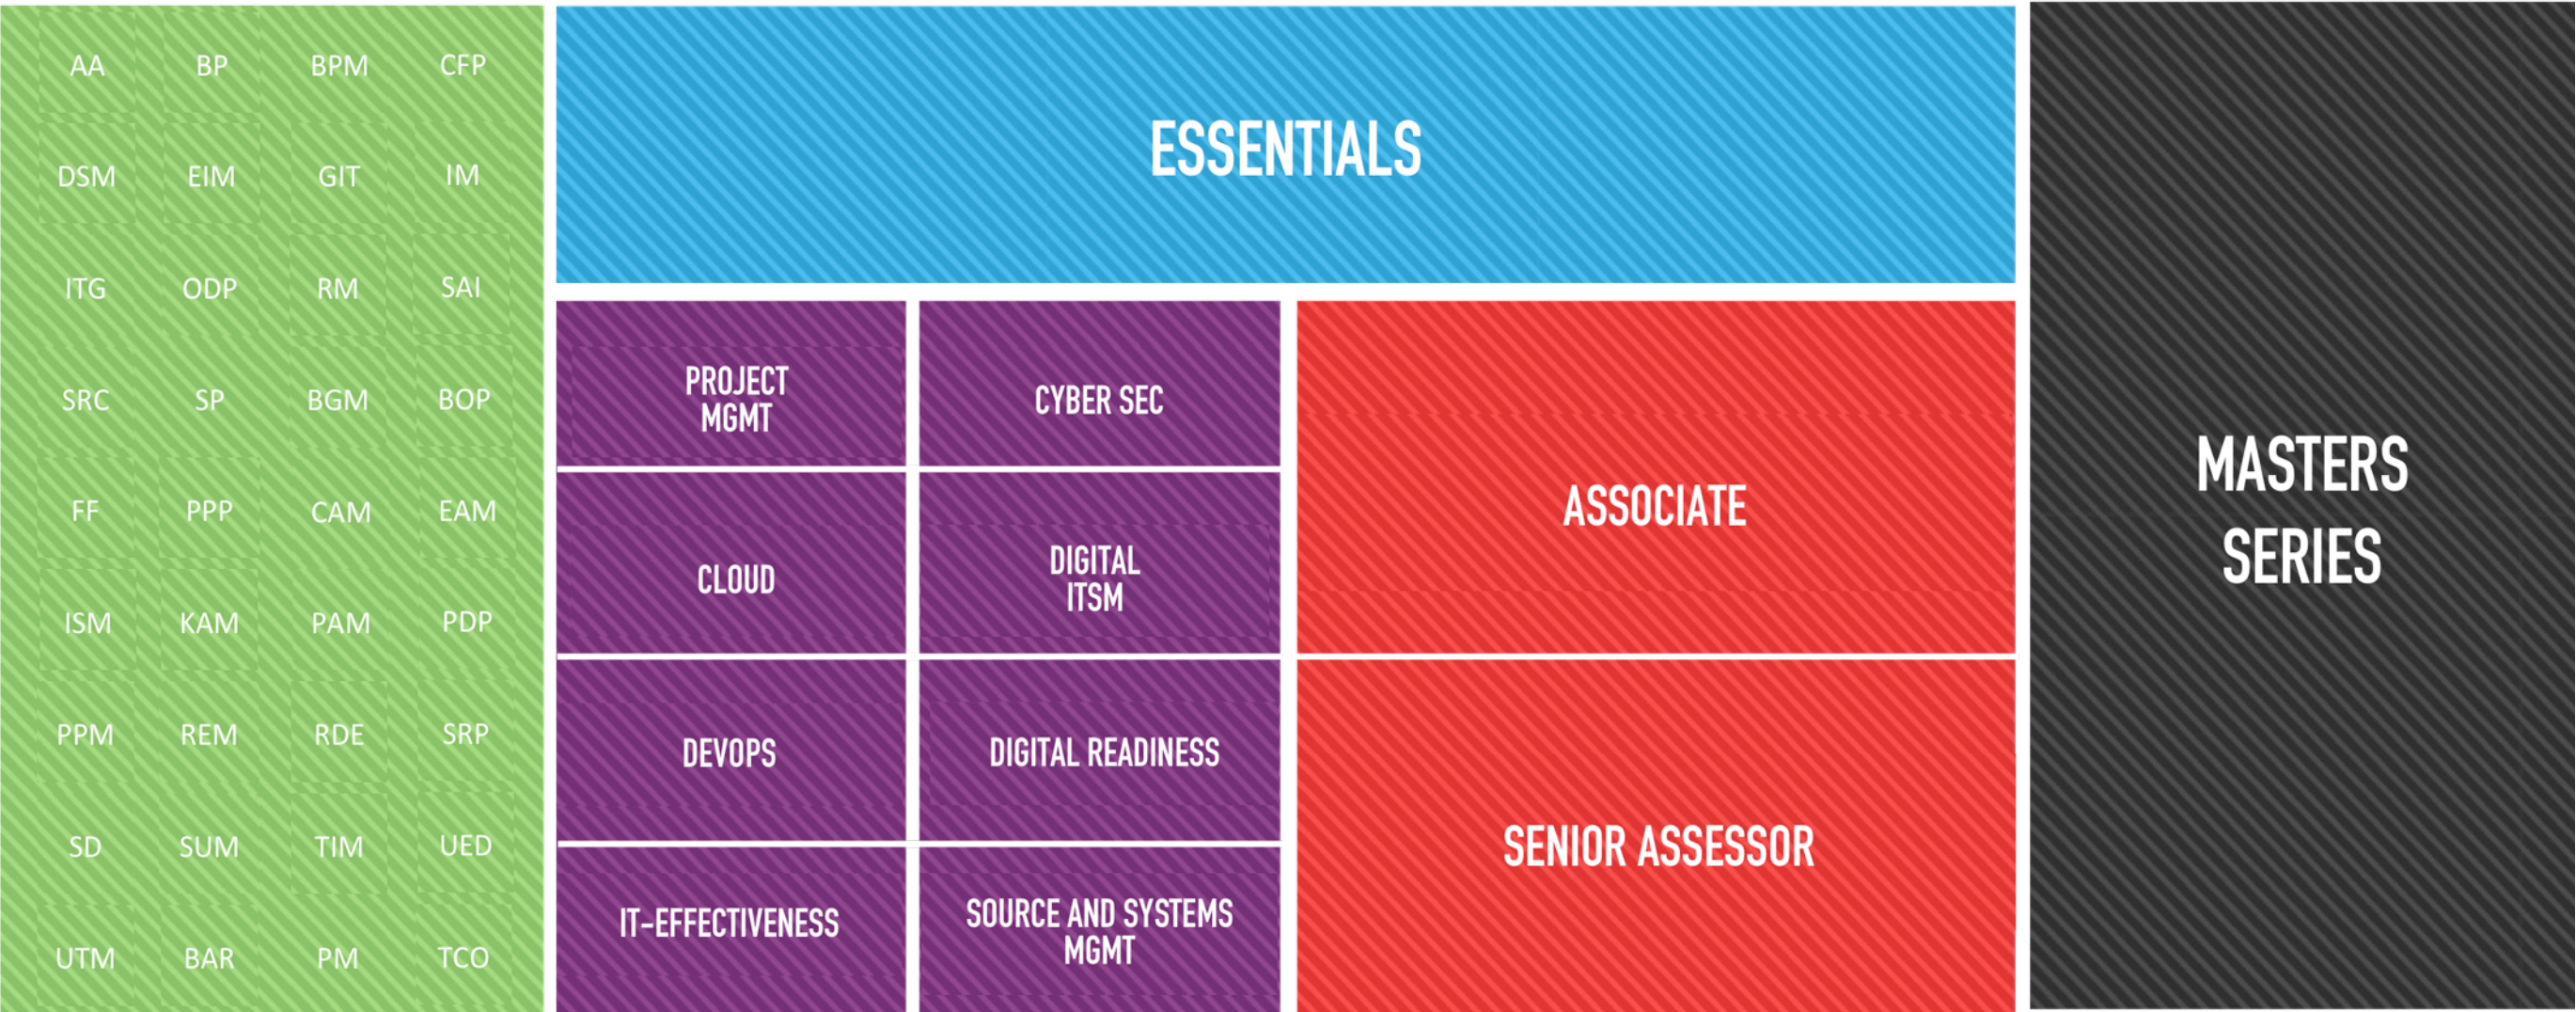 AA BP BPM CFP
DSM EIM GIT IM
ITG ODP RM SAI
SRC SP BGM BOP
FF PPP CAM EAM
ISM KAM PAM PDP
PPM REM RDE SRP
SD SUM TIM UED
UTM BAR PM TCO
ESSENTIALS
PROJECT
MGMT
CYBER SEC
CLOUD
DIGITAL
ITSM
DEVOPS
DIGITAL READINESS
IT-EFFECTIVENESS
SOURCE AND SYSTEMS
MGMT
ASSOCIATE
SENIOR ASSESSOR
MASTERS
SERIES